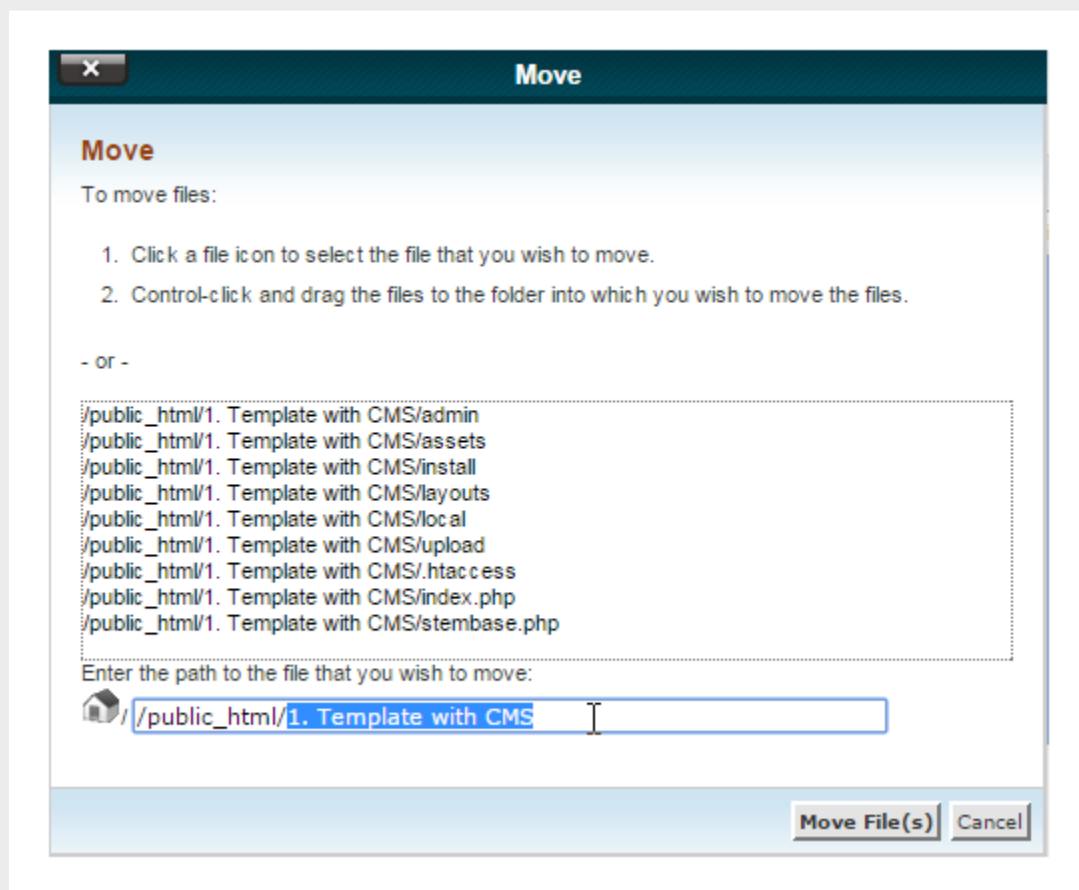 Move
Move
To move files:
1. Click a file icon to select the file that you wish to move.
2. Control-click and drag the files to the folder into which you wish to move the files.
- or -
/public_html/1. Template with CMS/admin
/public_html/1. Template with CMS/assets
/public_html/1. Template with CMS/install
/public_html/1. Template with CMS/layouts
/public_html/1. Template with CMS/local
/public_html/1. Template with CMS/upload
/public_html/1. Template with CMS/.htaccess
/public_html/1. Template with CMS/index.php
/public_html/1. Template with CMS/stembase.php
Enter the path to the file that you wish to move:
/ /public_html/1. Template with CMS
Move File(s) Cancel